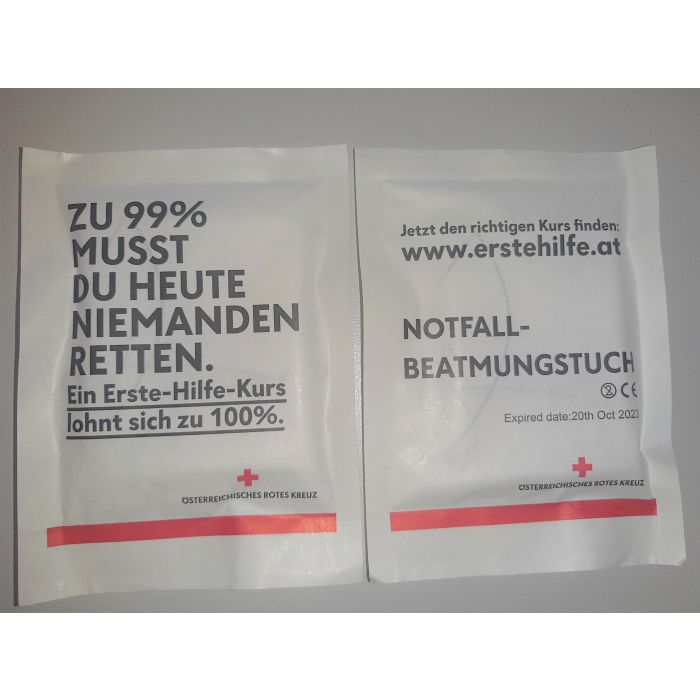 ZU 99%
MUSST
DU HEUTE
NIEMANDEN
RETTEN.
Ein Erste-Hilfe-Kurs
lohnt sich zu 100%.
ÖSTERREICHISCHES ROTES KREUZ
Jetzt den richtigen Kurs finden:
www.erstehilfe.at
NOTFALL-
BEATMUNGSTUCH
2 CE
Expired date:20th Oct 2023
ÖSTERREICHISCHES ROTES KREUZ